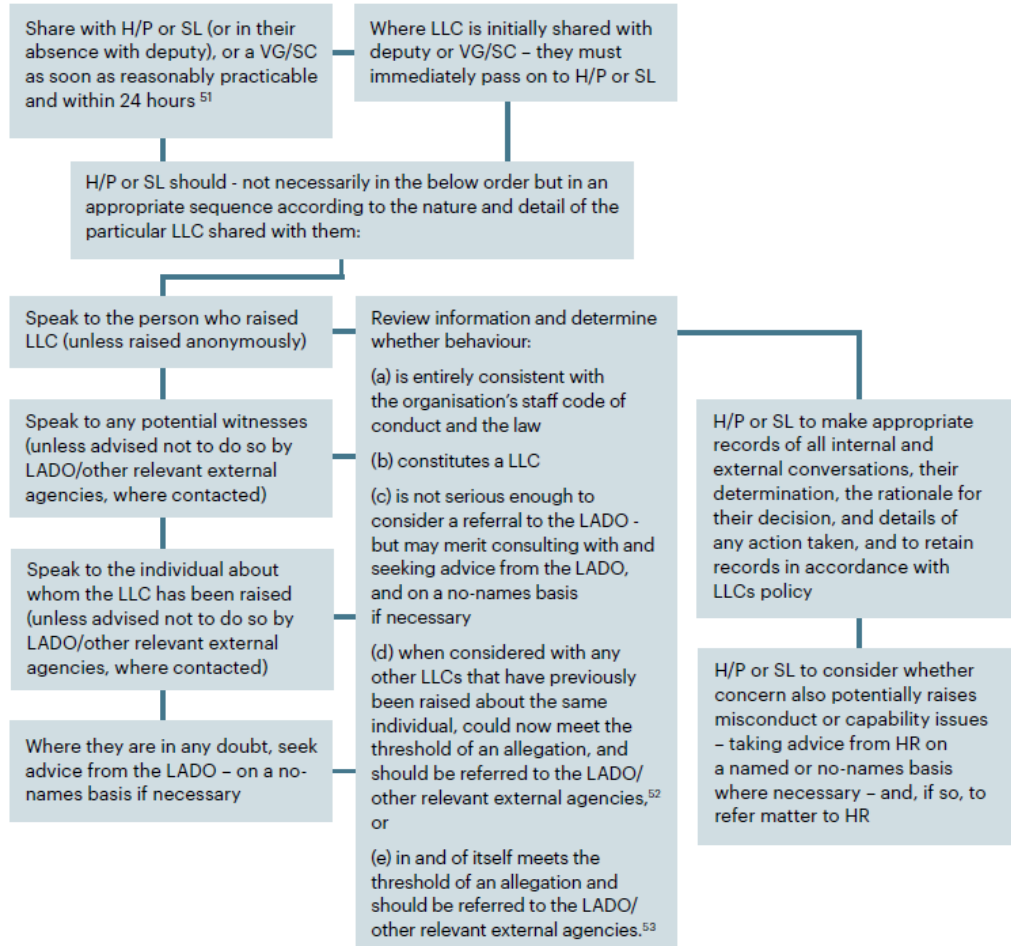 Share with H/P or SL (or in their
absence with deputy), or a VG/SC
as soon as reasonably practicable
and within 24 hours 51
Where LLC is initially shared with
deputy or VG/SC – they must
immediately pass on to H/P or SL
H/P or SL should - not necessarily in the below order but in an
appropriate sequence according to the nature and detail of the
particular LLC shared with them:
Speak to the person who raised
LLC (unless raised anonymously)
Speak to any potential witnesses
(unless advised not to do so by
LADO/other relevant external
agencies, where contacted)
Speak to the individual about
whom the LLC has been raised
(unless advised not to do so by
LADO/other relevant external
agencies, where contacted)
Where they are in any doubt, seek
advice from the LADO – on a no-
names basis if necessary
Review information and determine
whether behaviour:
(a) is entirely consistent with
the organisation's staff code of
conduct and the law
(b) constitutes a LLC
(c) is not serious enough to
consider a referral to the LADO -
but may merit consulting with and
seeking advice from the LADO,
and on a no-names basis
if necessary
(d) when considered with any
other LLCs that have previously
been raised about the same
individual, could now meet the
threshold of an allegation, and
should be referred to the LADO/
other relevant external agencies,52
or
(e) in and of itself meets the
threshold of an allegation and
should be referred to the LADO/
other relevant external agencies.53
H/P or SL to make appropriate
records of all internal and
external conversations, their
determination, the rationale for
their decision, and details of
any action taken, and to retain
records in accordance with
LLCs policy
H/P or SL to consider whether
concern also potentially raises
misconduct or capability issues
– taking advice from HR on
a named or no-names basis
where necessary – and, if so, to
refer matter to HR